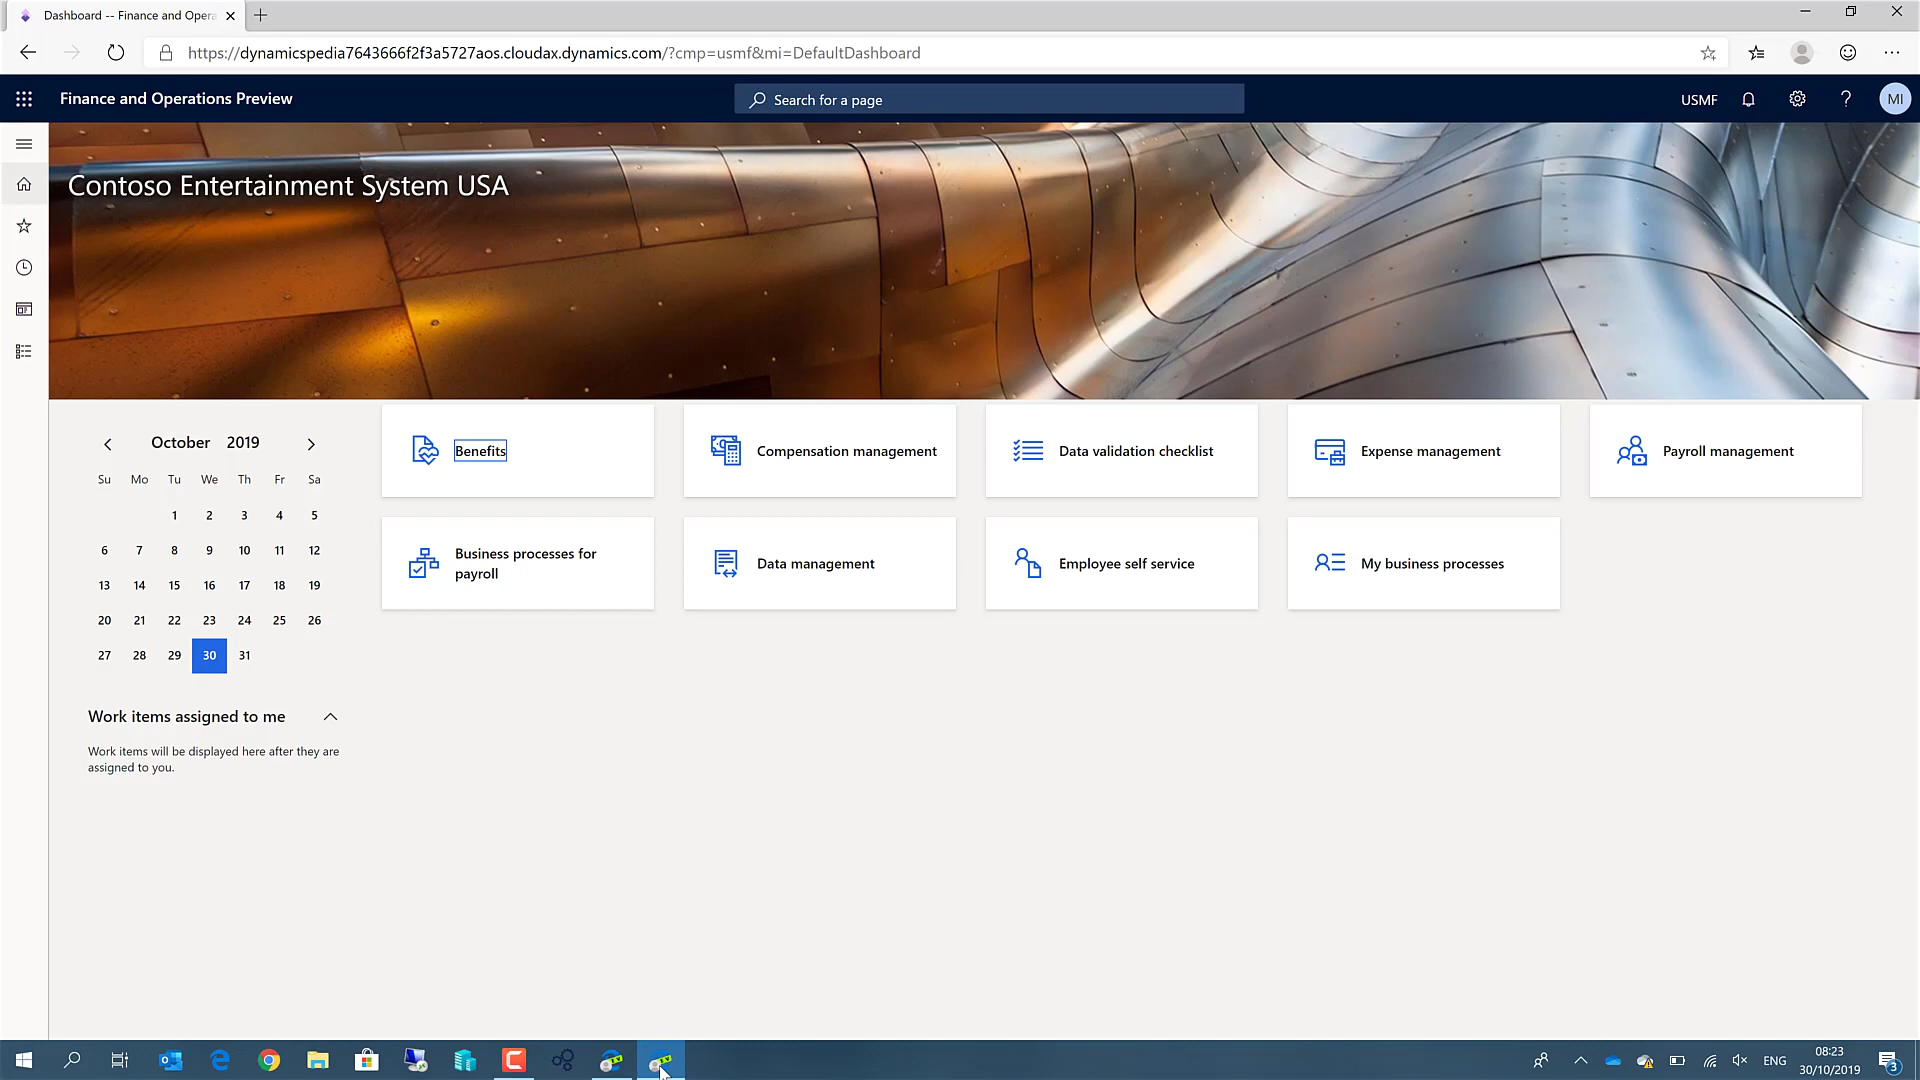 Dashboard -- Finance and Opera
https://dynamicspedia7643666f2f3a5727aos.cloudax.dynamics.com/?cmp=usmf&mi=DefaultDashboard
Finance and Operations Preview
Search for a page
USMF
?
MI
Contoso Entertainment System USA
October 2019
Su Mo Tu We Th Fr Sa
1 2 3 4 5
6 7 8 9 10 11 12
13 14 15 16 17 18 19
20 21 22 23 24 25 26
27 28 29 30 31
Work items assigned to me
Work items will be displayed here after they are
assigned to you.
Benefits
Compensation management
Data validation checklist
Expense management
Payroll management
Business processes for
payroll
Data management
Employee self service
My business processes
ENG
08:23
30/10/2019
3